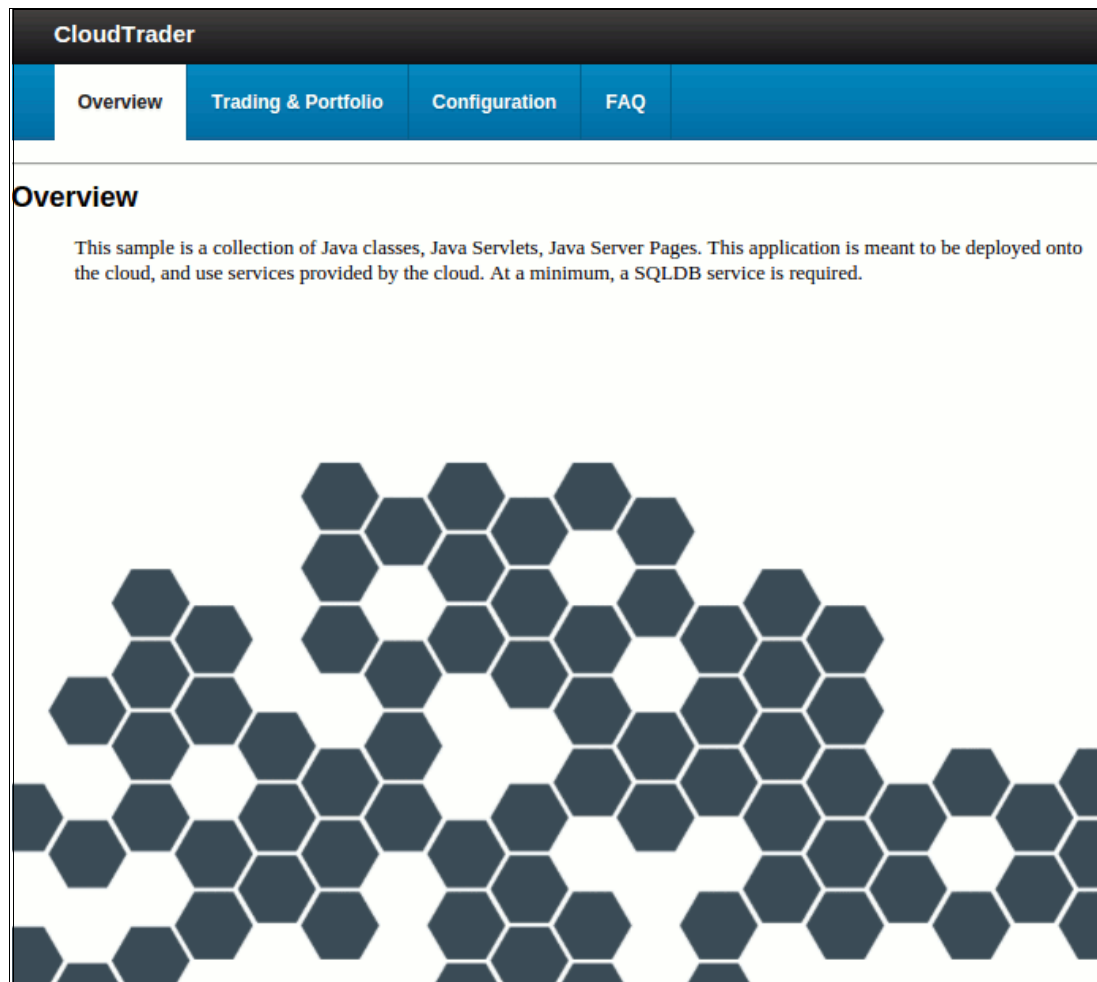 CloudTrader
Overview
Trading & Portfolio
Configuration
FAQ
Overview
This sample is a collection of Java classes, Java Servlets, Java Server Pages. This application is meant to be deployed onto
the cloud, and use services provided by the cloud. At a minimum, a SQLDB service is required.